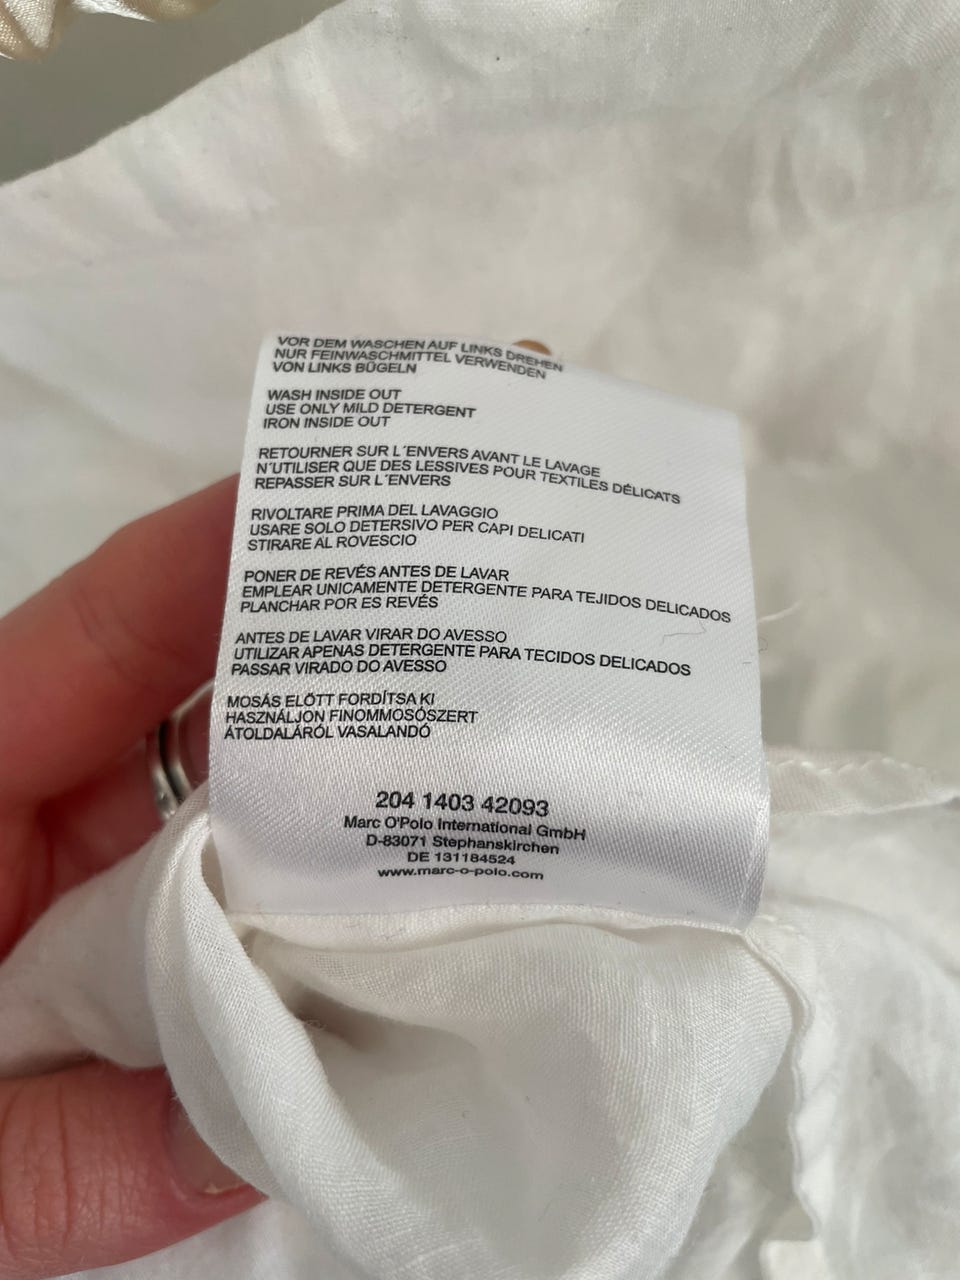 VOR DEM WASCHEN AUF LINKS DREHEN
NUR FEINWASCHMITTEL VERWENDEN
VON LINKS BÜGELN
WASH INSIDE OUT
USE ONLY MILD DETERGENT
IRON INSIDE OUT
RETOURNER SUR L´ENVERS AVANT LE LAVAGE
N´UTILISER QUE DES LESSIVES POUR TEXTILES DÉLICATS
REPASSER SUR L´ENVERS
RIVOLTARE PRIMA DEL LAVAGGIO
USARE SOLO DETERSIVO PER CAPI DELICATI
STIRARE AL ROVESCIO
PONER DE REVÉS ANTES DE LAVAR
EMPLEAR UNICAMENTE DETERGENTE PARA TEJIDOS DELICADOS
PLANCHAR POR ES REVÉS
ANTES DE LAVAR VIRAR DO AVESSO
UTILIZAR APENAS DETERGENTE PARA TECIDOS DELICADOS
PASSAR VIRADO DO AVESSO
MOSÁS ELÖTT FORDÍTSA KI
HASZNÁLJON FINOMMOSÓSZERT
ÁTOLDALÁRÓL VASALANDÓ
204 1403 42093
Marc O'Polo International GmbH
D-83071 Stephanskirchen
DE 131184524
www.marc-o-polo.com